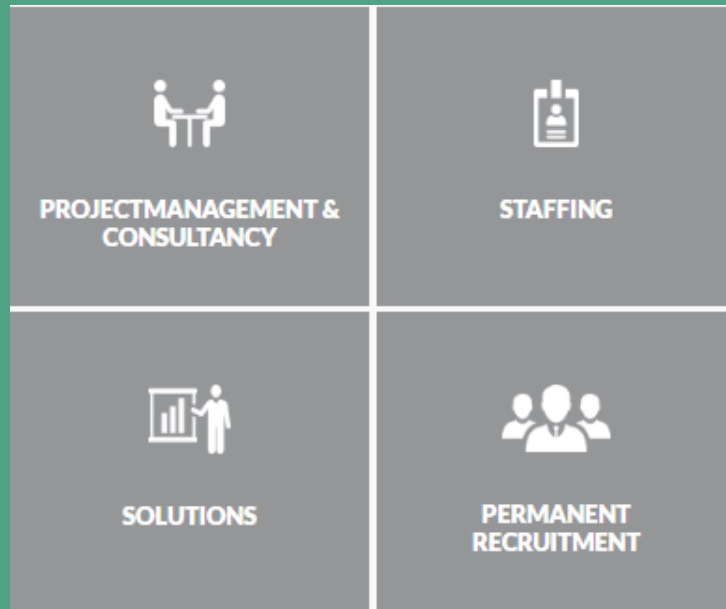 PROJECTMANAGEMENT &
CONSULTANCY
STAFFING
SOLUTIONS
PERMANENT
RECRUITMENT